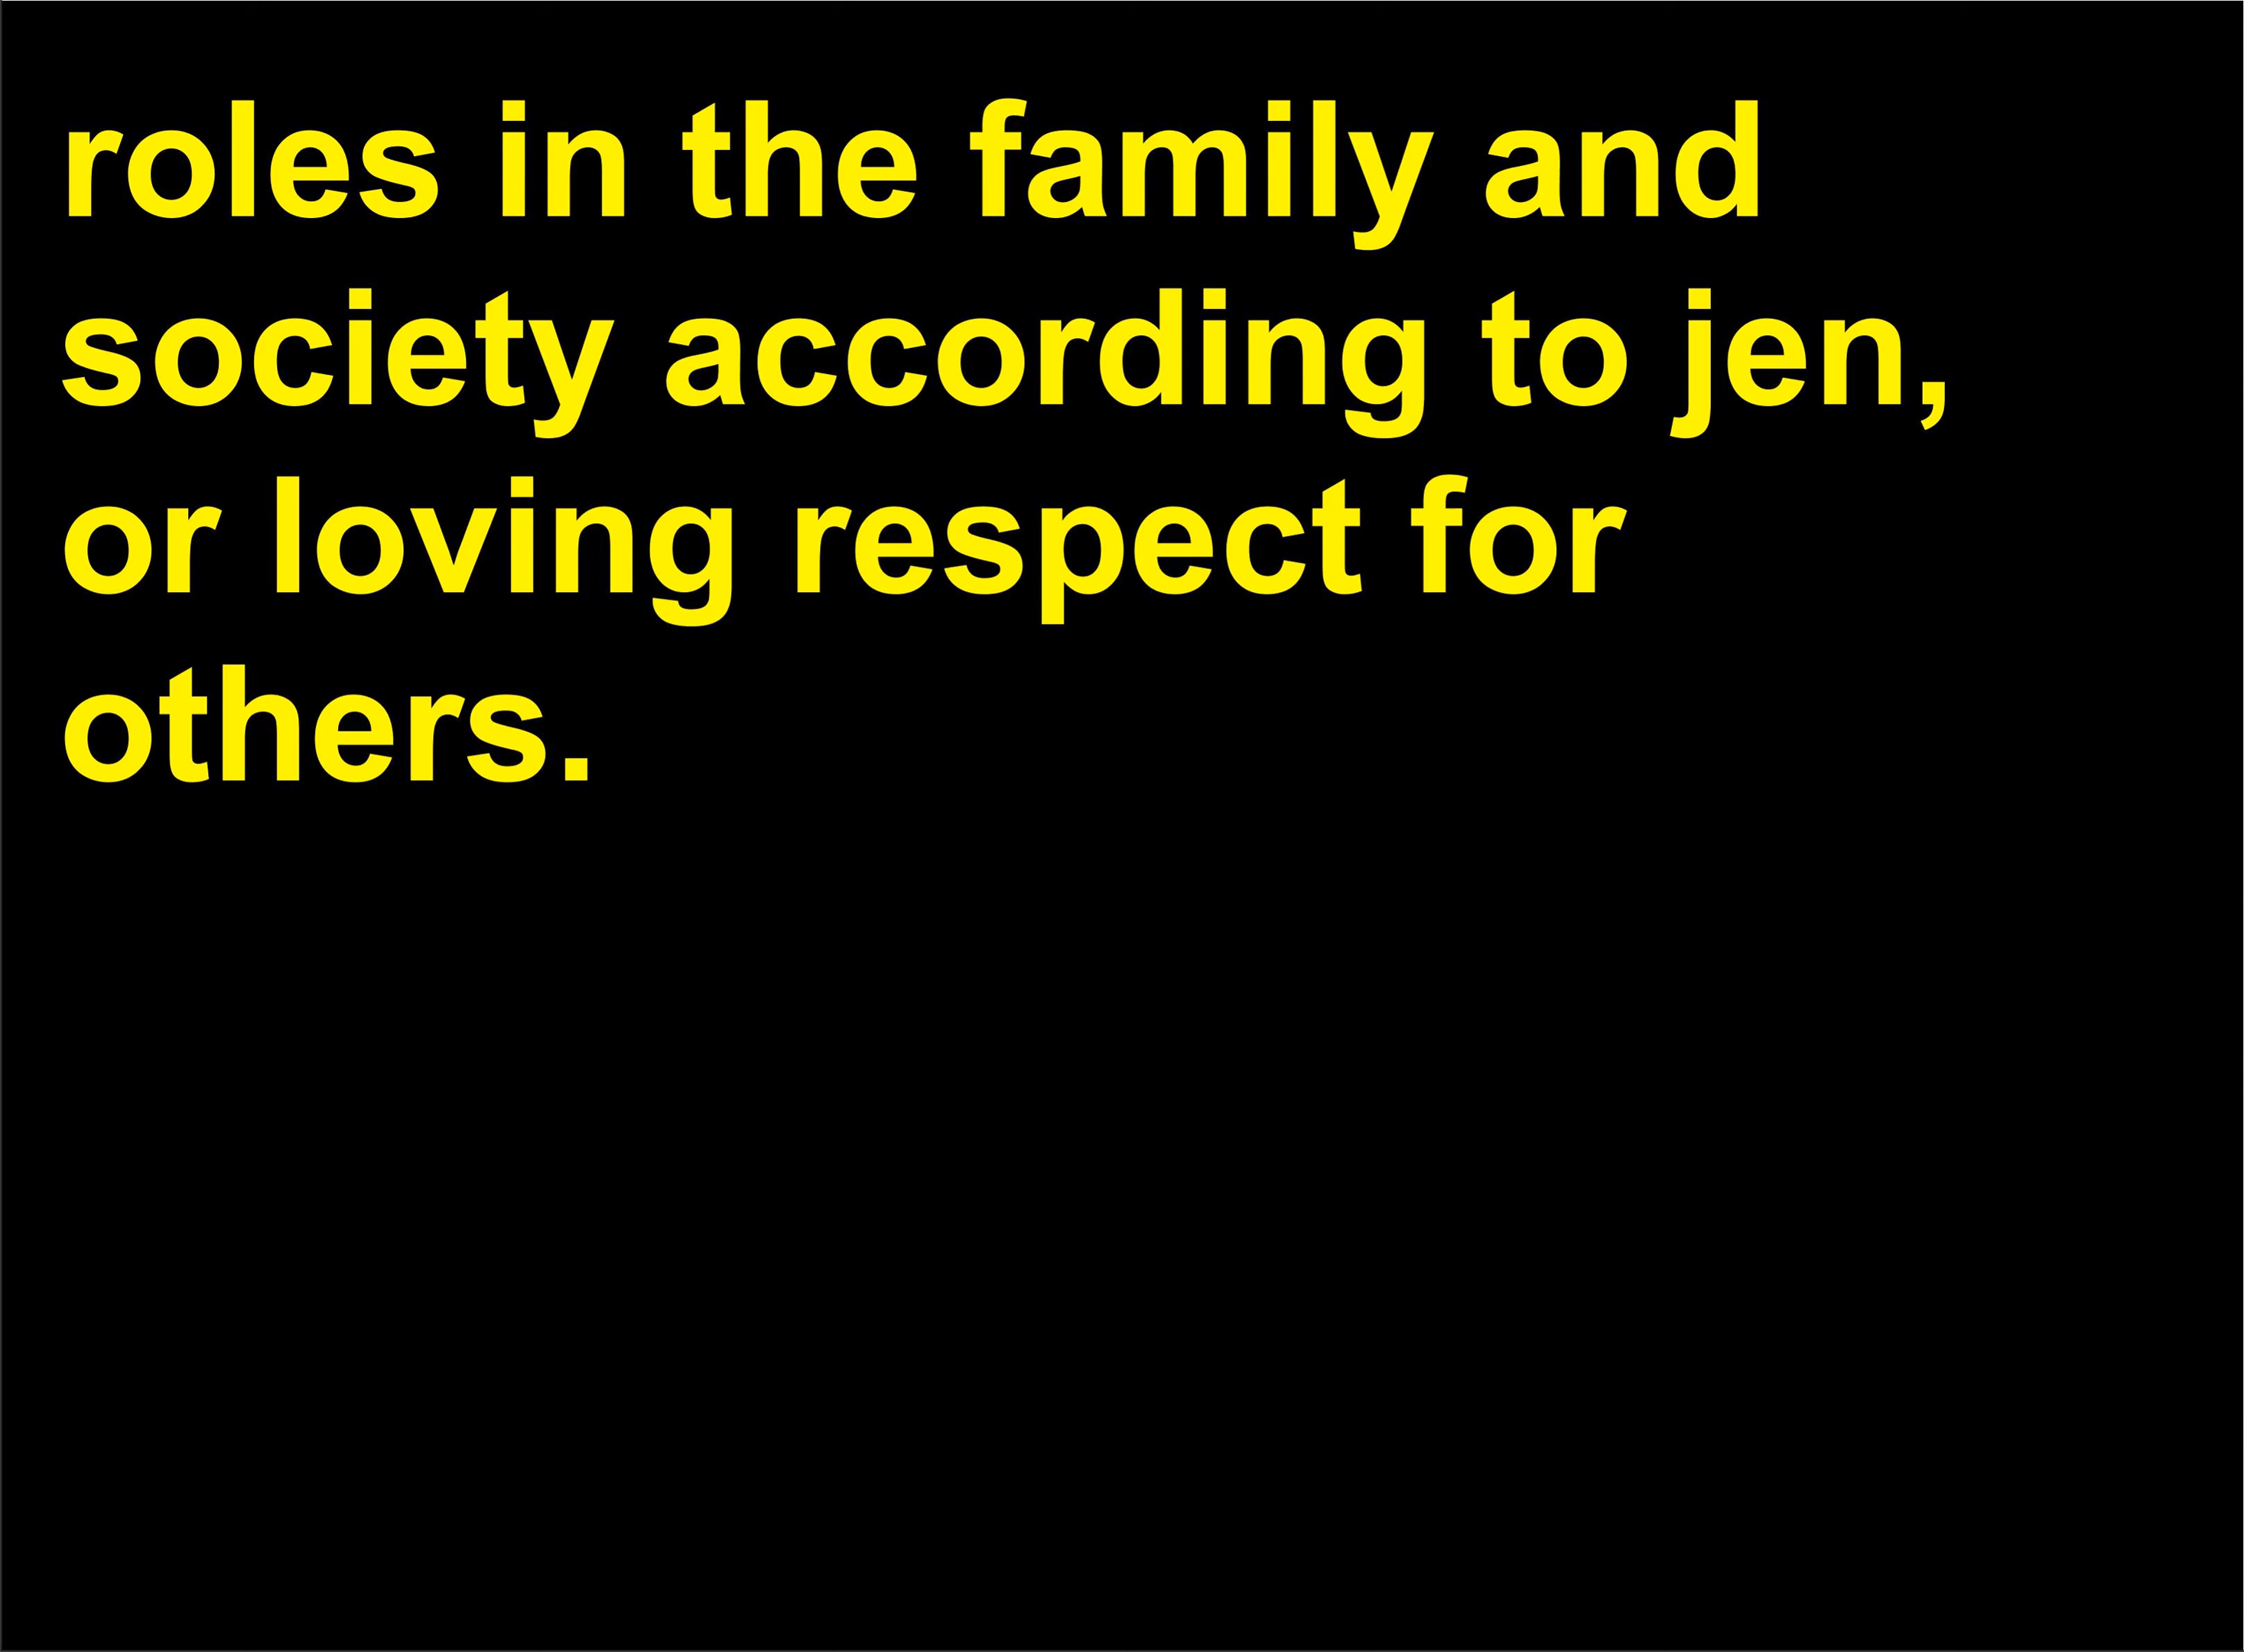 roles in the family and
society according to jen,
or loving respect for
others.